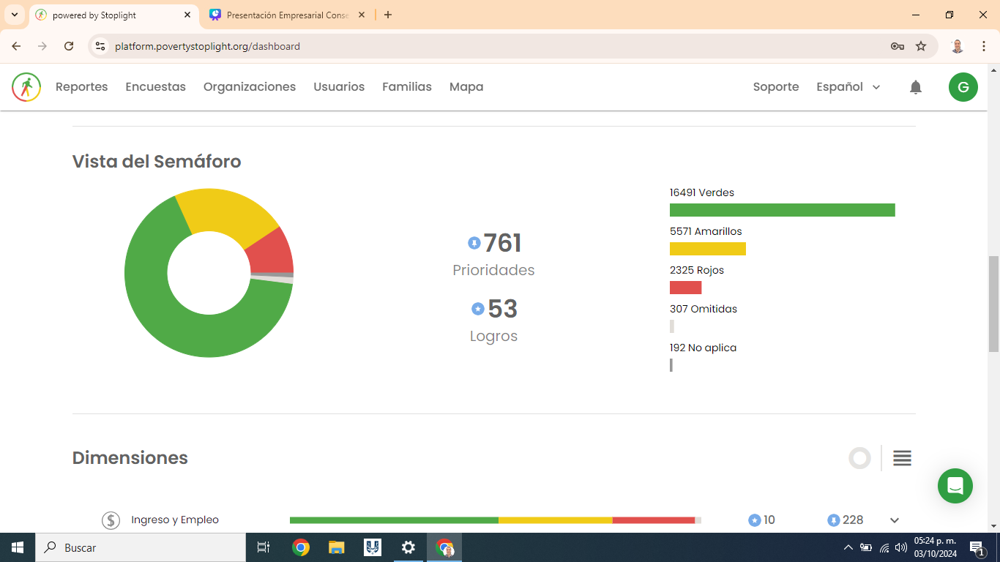 powered by Stoplight
Presentación Empresarial Conse
platform.povertystoplight.org/dashboard
Reportes
Encuestas
Organizaciones
Usuarios
Familias
Mapa
Soporte
Español
G
Vista del Semáforo
761
Prioridades
53
Logros
16491 Verdes
5571 Amarillos
2325 Rojos
307 Omitidas
192 No aplica
Dimensiones
$ Ingreso y Empleo
10
228
Buscar
05:24 p. m.
03/10/2024
1